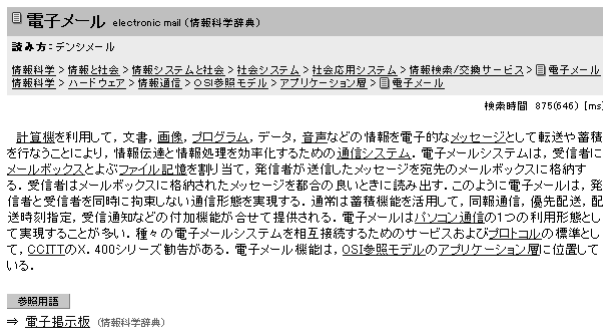 電子メール electronic mail (情報科学辞典)
読み方:デンシメール
情報科学>情報と社会>情報システムと社会>社会システム>社会応用システム>情報検索/交換サービス>電子メール
情報科学>ハードウェア>情報通信>OSI参照モデル>アプリケーション層>電子メール
検索時間 875(646) [ms]
計算機を利用して,文書,画像,プログラム,データ,音声などの情報を電子的なメッセージとして転送や蓄積
を行なうことにより,情報伝達と情報処理を効率化するための通信システム.電子メールシステムは,受信者に
メールボックスとよぶファイル記憶を割り当て,発信者が送信したメッセージを宛先のメールボックスに格納す
る.受信者はメールボックスに格納されたメッセージを都合の良いときに読み出す.このように電子メールは,発
信者と受信者を同時に拘束しない通信形態を実現する.通常は蓄積機能を活用して,同報通信,優先配送,配
送時刻指定,受信通知などの付加機能が合せて提供される.電子メールはパソコン通信の1つの利用形態とし
て実現することが多い.種々の電子メールシステムを相互接続するためのサービスおよびプロトコルの標準とし
て,CCITTのX.400シリーズ勧告がある.電子メール機能は,OSI参照モデルのアプリケーション層に位置して
いる.
参照用語
⇒ 電子掲示板 (情報科学辞典)